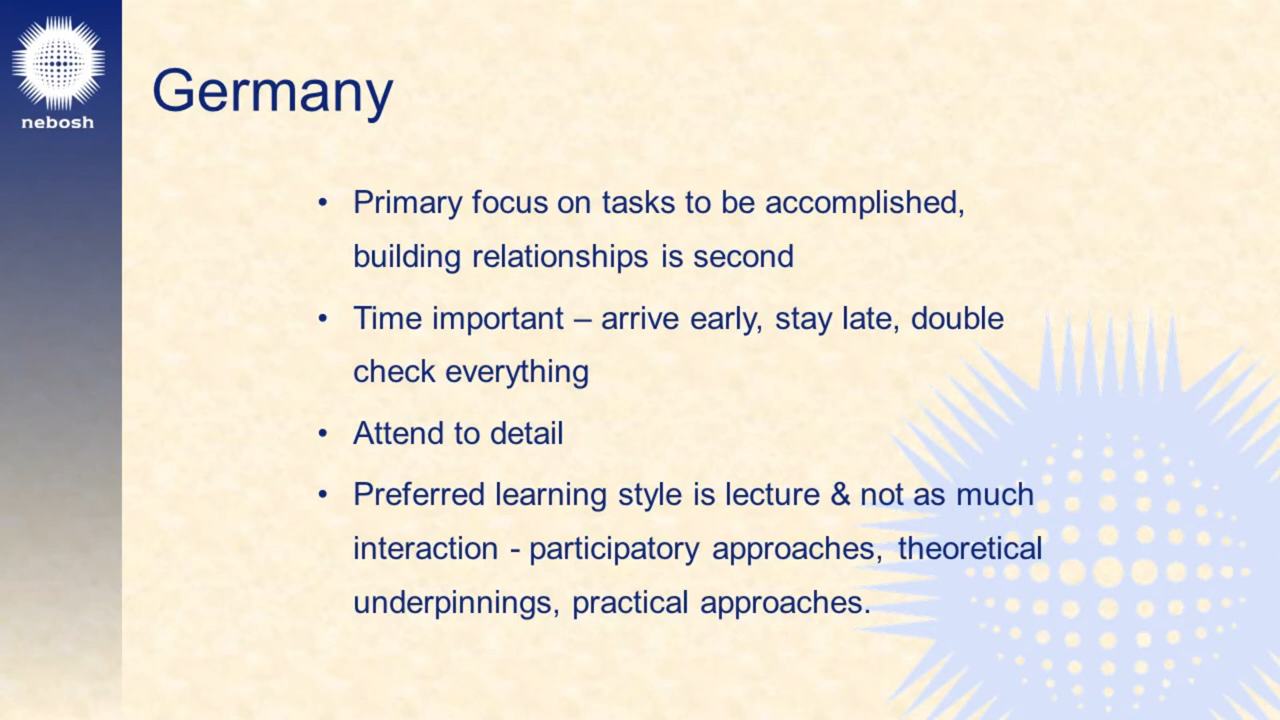 nebosh
Germany
• Primary focus on tasks to be accomplished,
building relationships is second
• Time important – arrive early, stay late, double
check everything
• Attend to detail
• Preferred learning style is lecture & not as much
interaction - participatory approaches, theoretical
underpinnings, practical approaches.